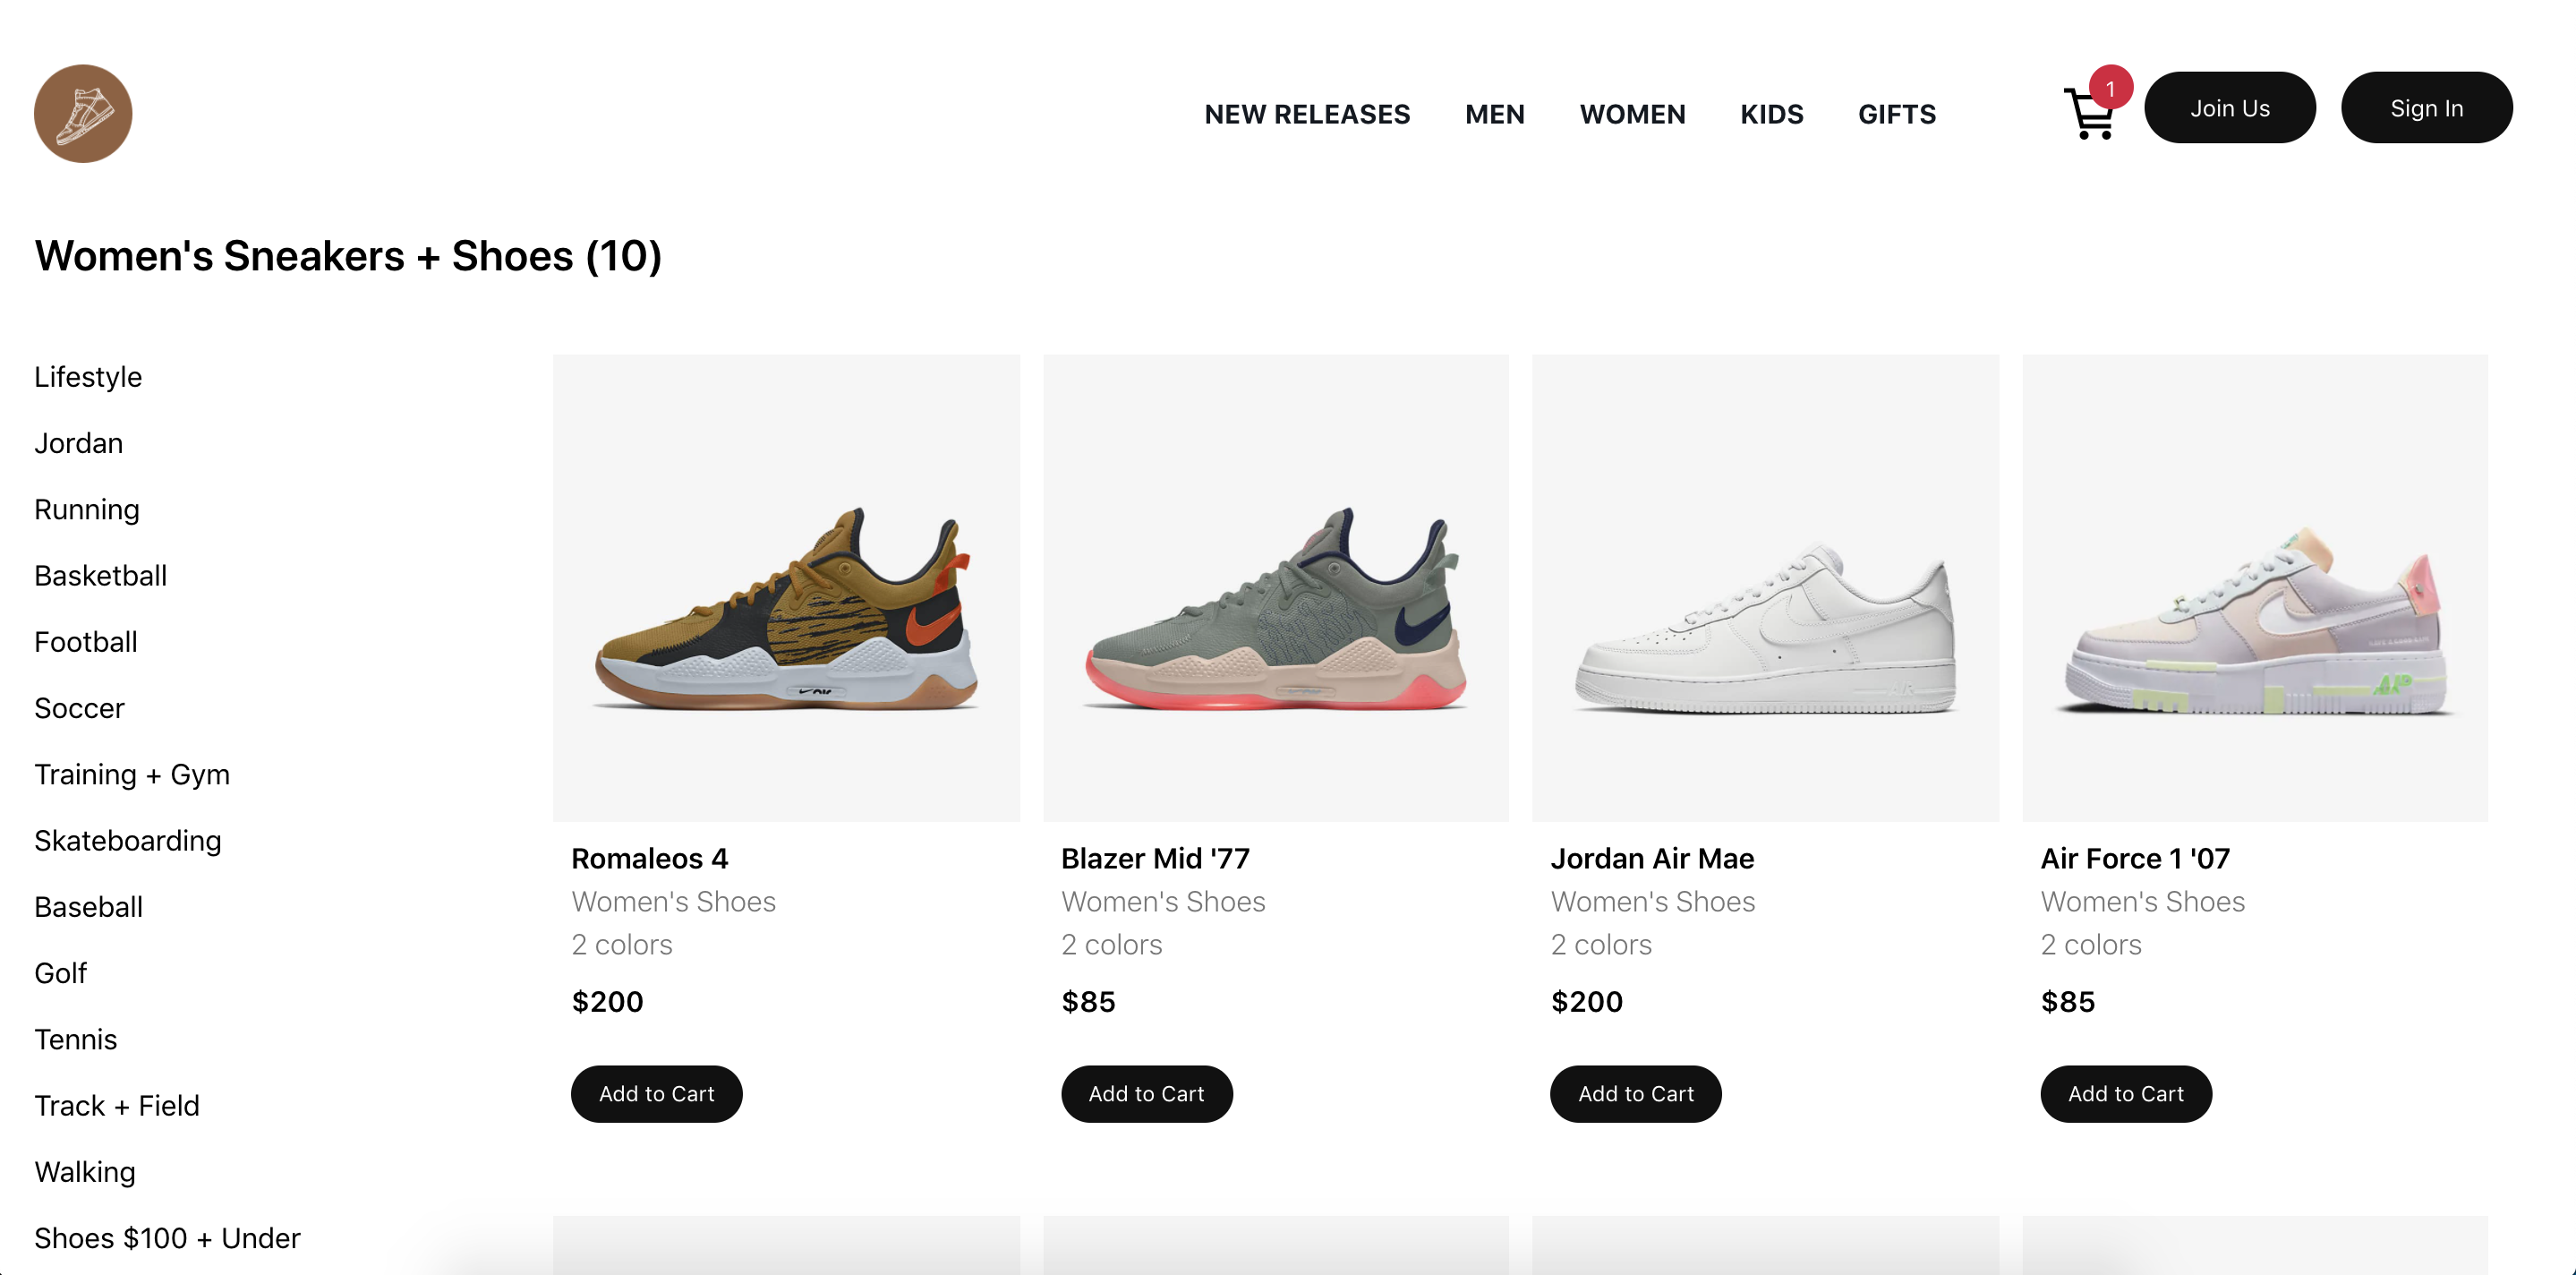 NEW RELEASES MEN WOMEN KIDS GIFTS 1 Join Us Sign In
Women's Sneakers + Shoes (10)
Lifestyle
Jordan
Running
Basketball
Football
Soccer
Training + Gym
Skateboarding
Baseball
Golf
Tennis
Track + Field
Walking
Shoes $100 + Under
Romaleos 4
Women's Shoes
2 colors
$200
Add to Cart
Blazer Mid '77
Women's Shoes
2 colors
$85
Add to Cart
Jordan Air Mae
Women's Shoes
2 colors
$200
Add to Cart
AIR
Air Force 1 '07
Women's Shoes
2 colors
$85
Add to Cart